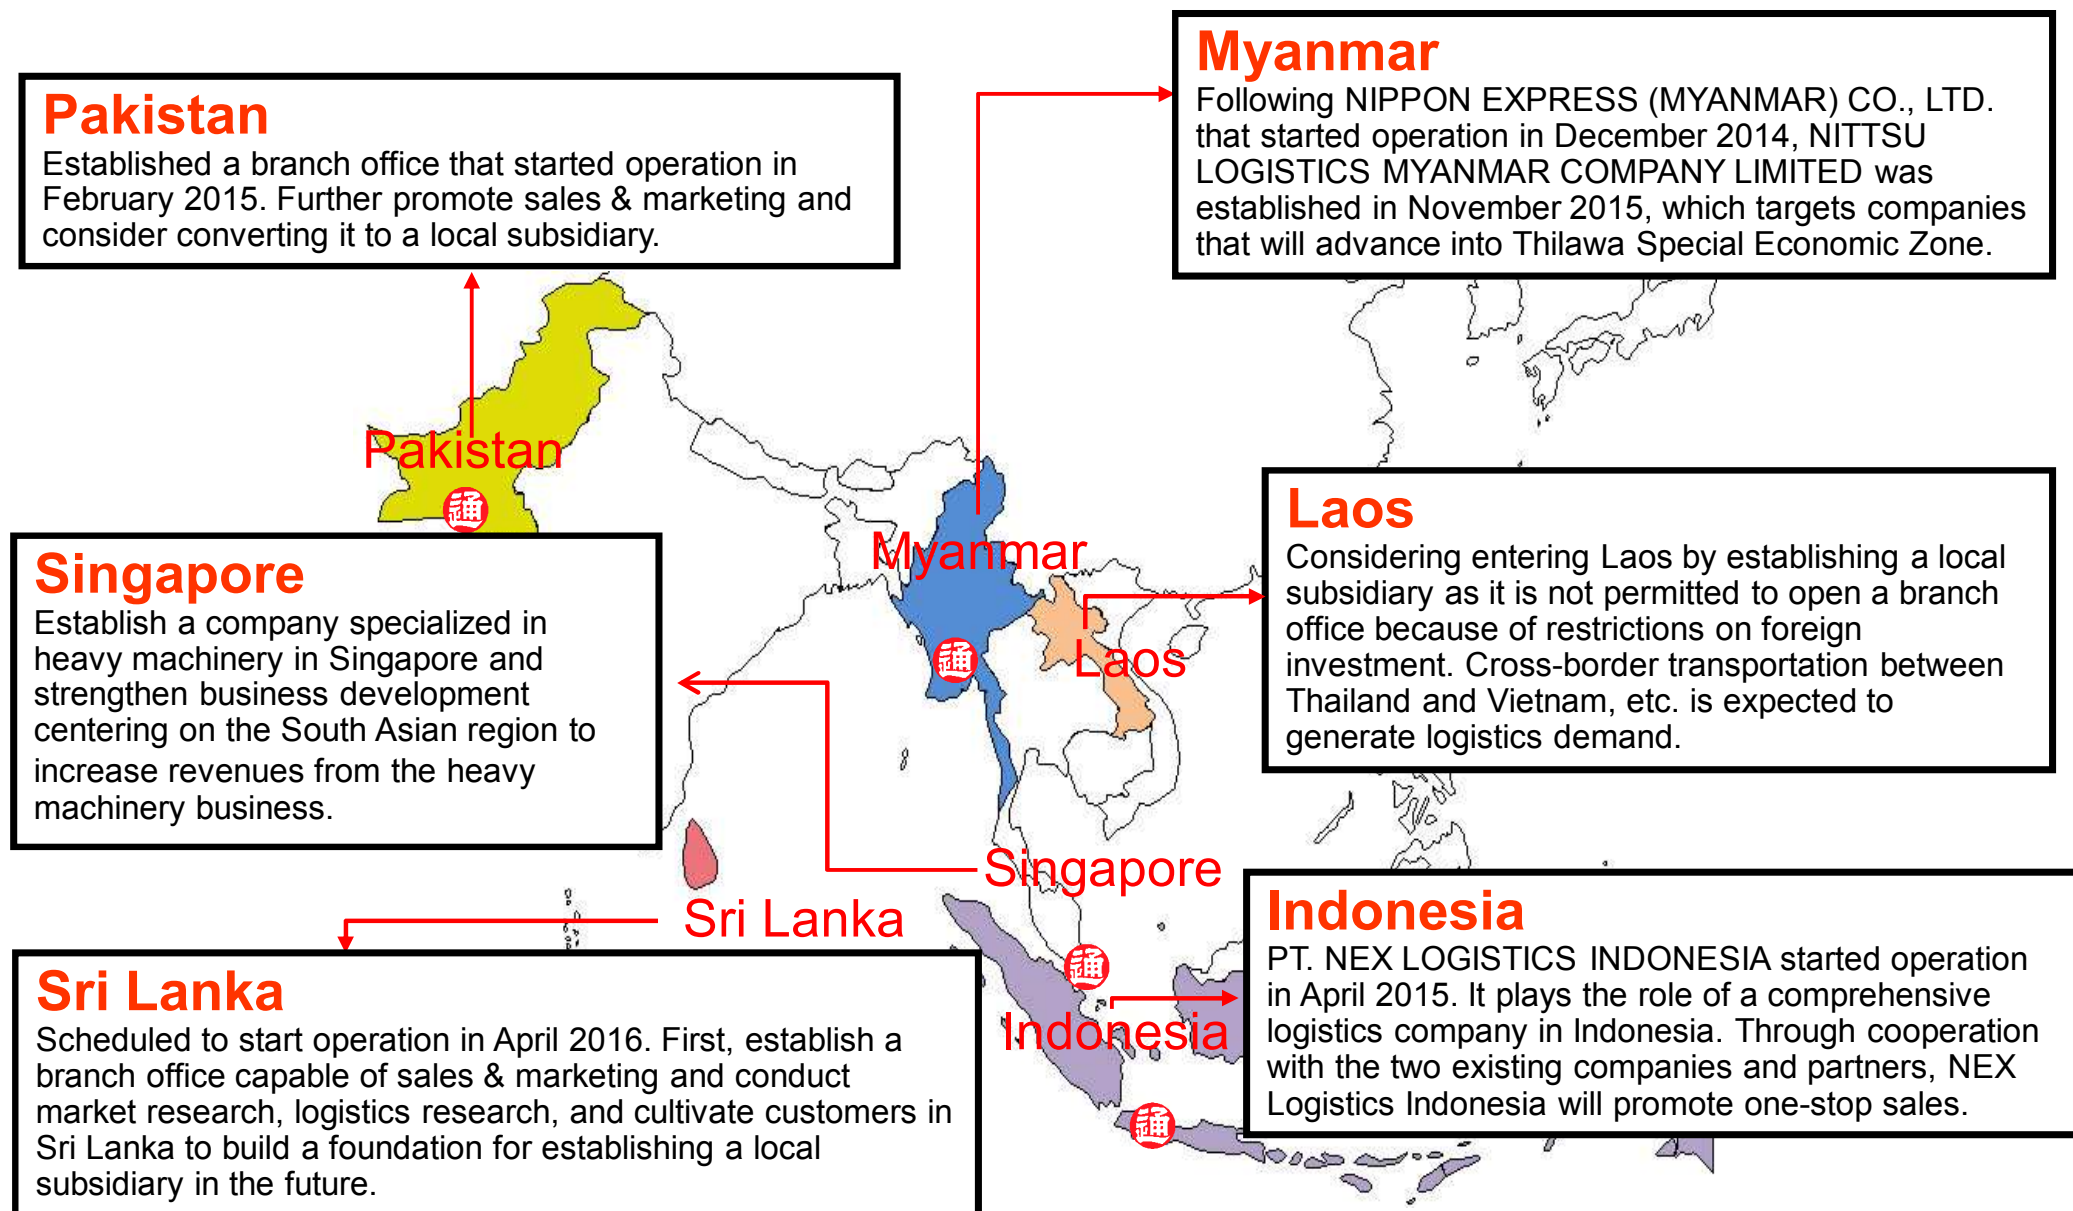 Pakistan
Established a branch office that started operation in
February 2015. Further promote sales & marketing and
consider converting it to a local subsidiary.
Myanmar
Following NIPPON EXPRESS (MYANMAR) CO., LTD.
that started operation in December 2014, NITTSU
LOGISTICS MYANMAR COMPANY LIMITED was
established in November 2015, which targets companies
that will advance into Thilawa Special Economic Zone.
Pakistan
通
Myanmar
通
Laos
Laos
Considering entering Laos by establishing a local
subsidiary as it is not permitted to open a branch
office because of restrictions on foreign
investment. Cross-border transportation between
Thailand and Vietnam, etc. is expected to
generate logistics demand.
Singapore
Establish a company specialized in
heavy machinery in Singapore and
strengthen business development
centering on the South Asian region to
increase revenues from the heavy
machinery business.
Singapore
通
Sri Lanka
Sri Lanka
Scheduled to start operation in April 2016. First, establish a
branch office capable of sales & marketing and conduct
market research, logistics research, and cultivate customers in
Sri Lanka to build a foundation for establishing a local
subsidiary in the future.
Indonesia
通
Indonesia
PT. NEX LOGISTICS INDONESIA started operation
in April 2015. It plays the role of a comprehensive
logistics company in Indonesia. Through cooperation
with the two existing companies and partners, NEX
Logistics Indonesia will promote one-stop sales.